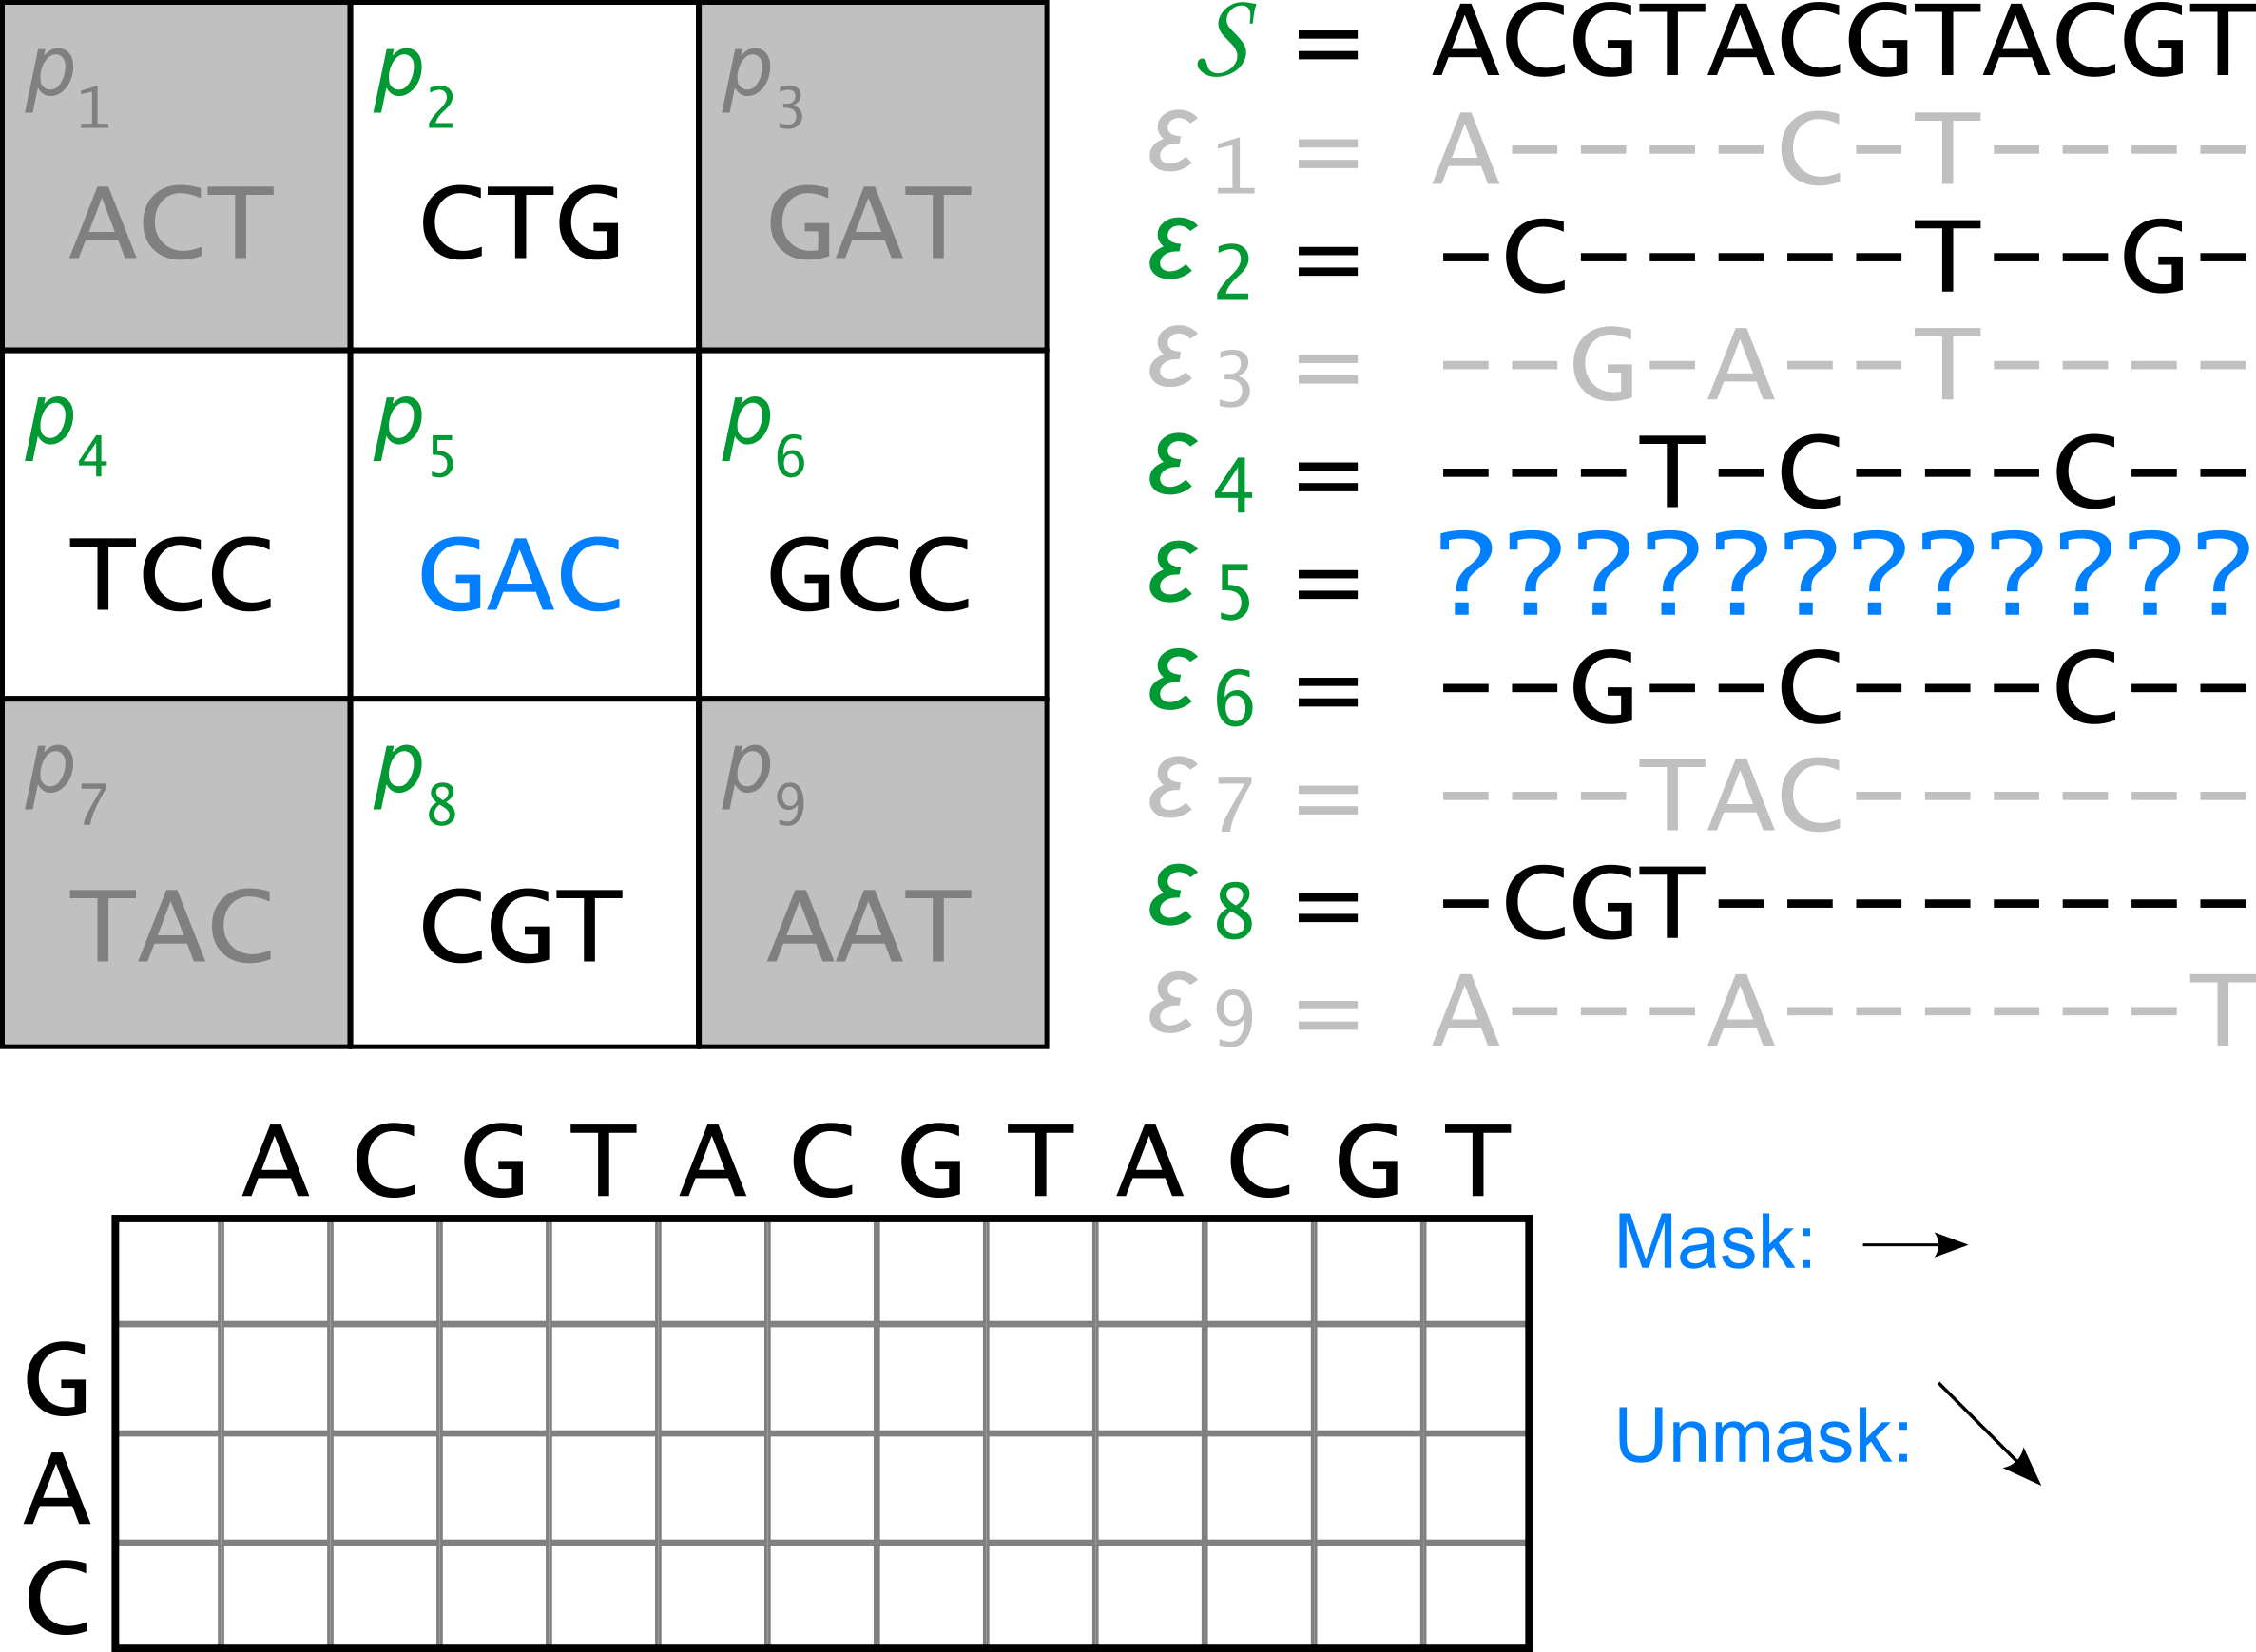 p1 p2 p3
ACT CTG GAT
p4 p5 p6
TCC GAC GCC
p7 p8 p9
TAC CGT AAT
S = ACGTACGTACGT
ε1 = A----C-T----
ε2 = -C-----T--G-
ε3 = --G-A--T----
ε4 = ---T-C---C--
ε5 = ????????????
ε6 = --G--C---C--
ε7 = ---TAC------
ε8 = -CGT--------
ε9 = A---A------T
A C G T A C G T A C G T
G
A
C
Mask:
Unmask: